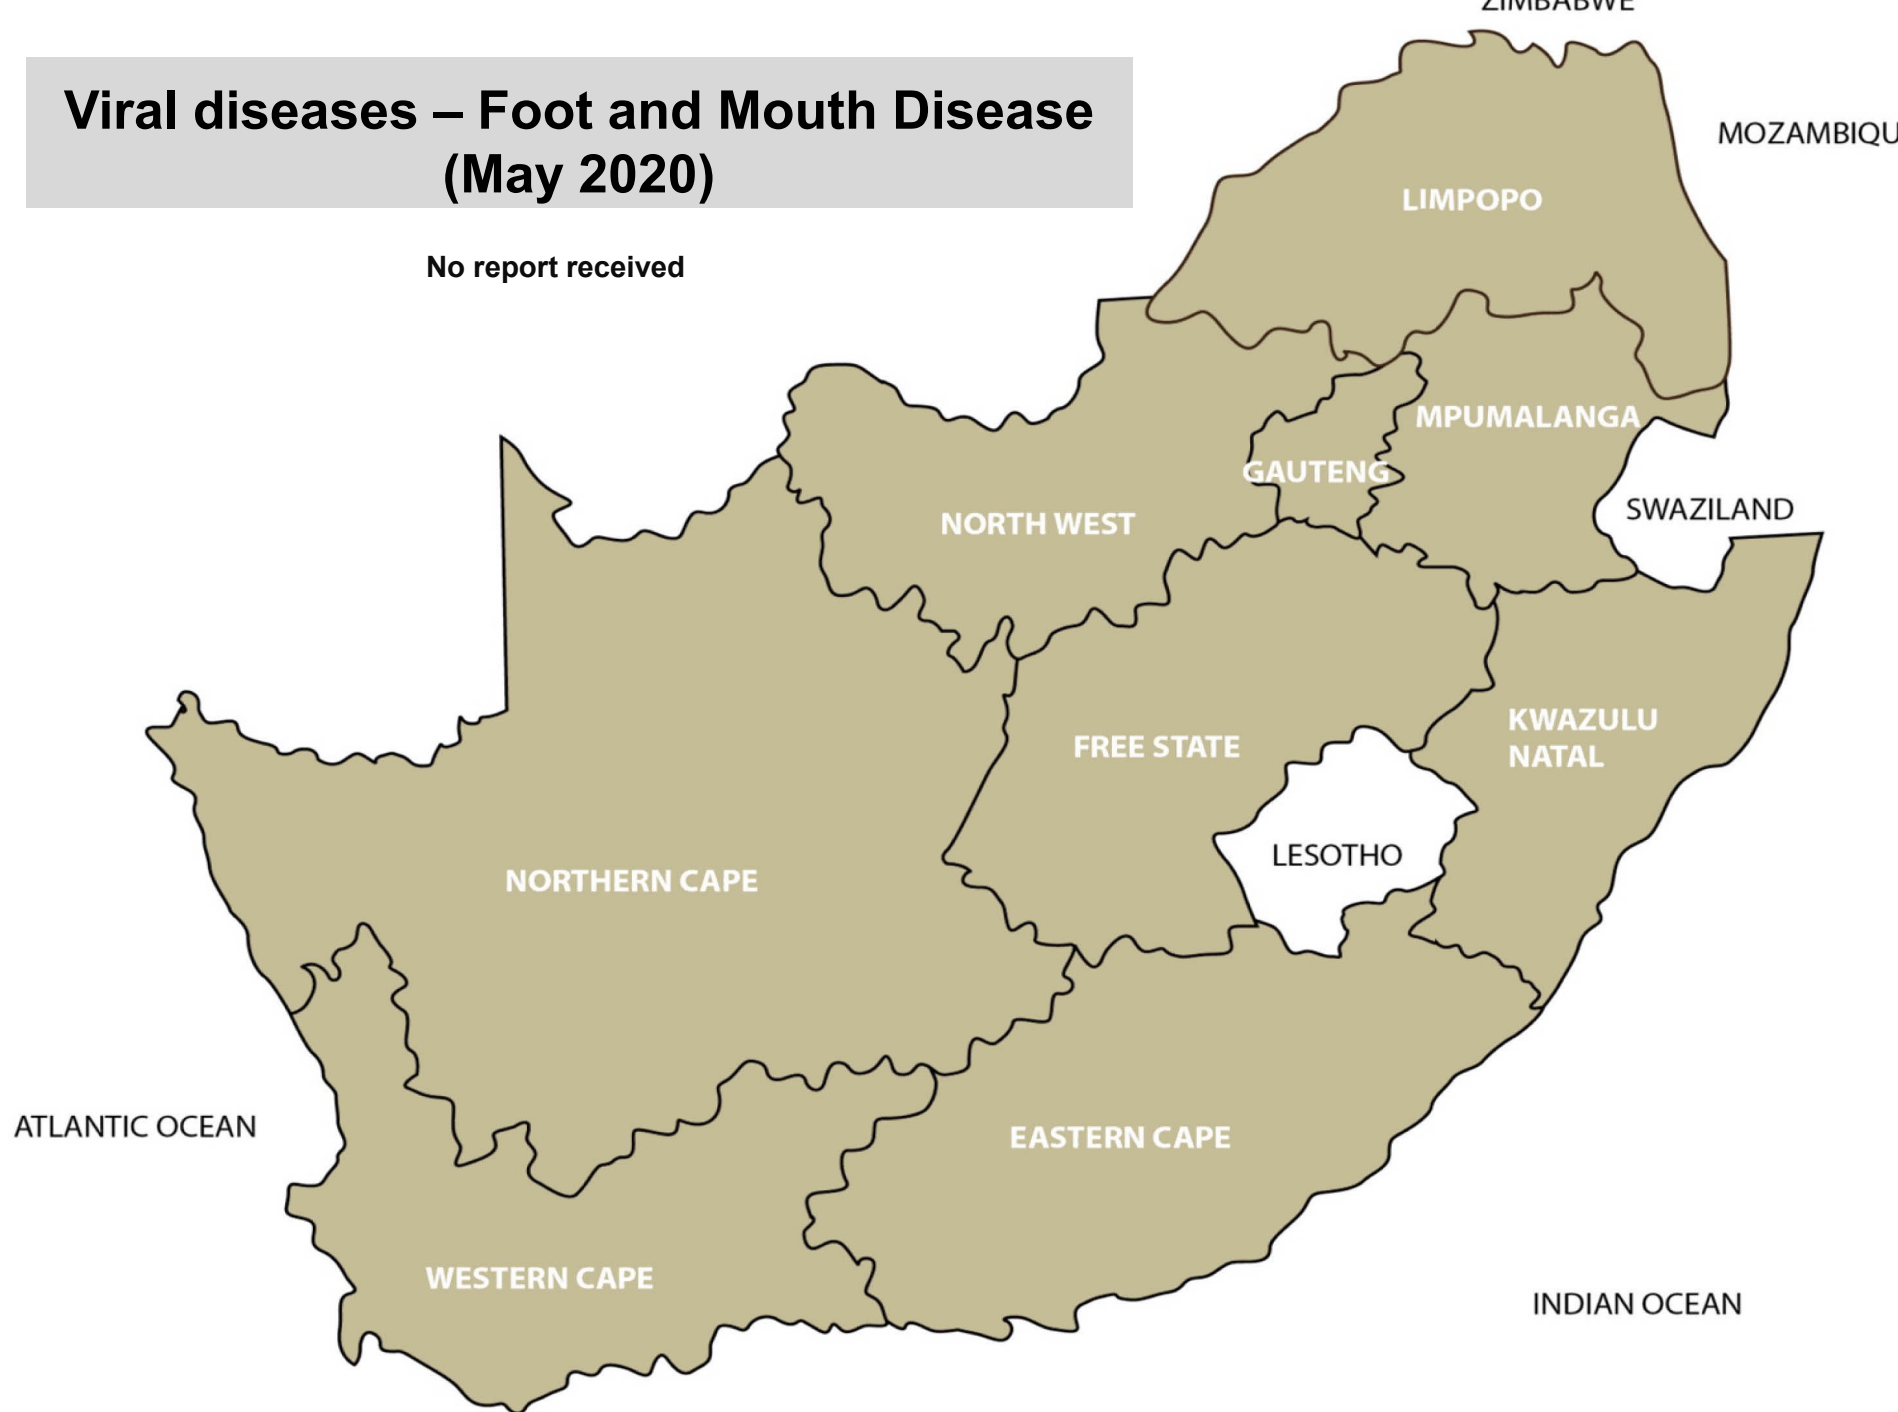 ZIMBABWE
Viral diseases – Foot and Mouth Disease
(May 2020)
MOZAMBIQU
LIMPOPO
No report received
MPUMALANGA
GAUTENG
SWAZILAND
NORTH WEST
KWAZULU
NATAL
FREE STATE
LESOTHO
NORTHERN CAPE
ATLANTIC OCEAN
EASTERN CAPE
WESTERN CAPE
INDIAN OCEAN